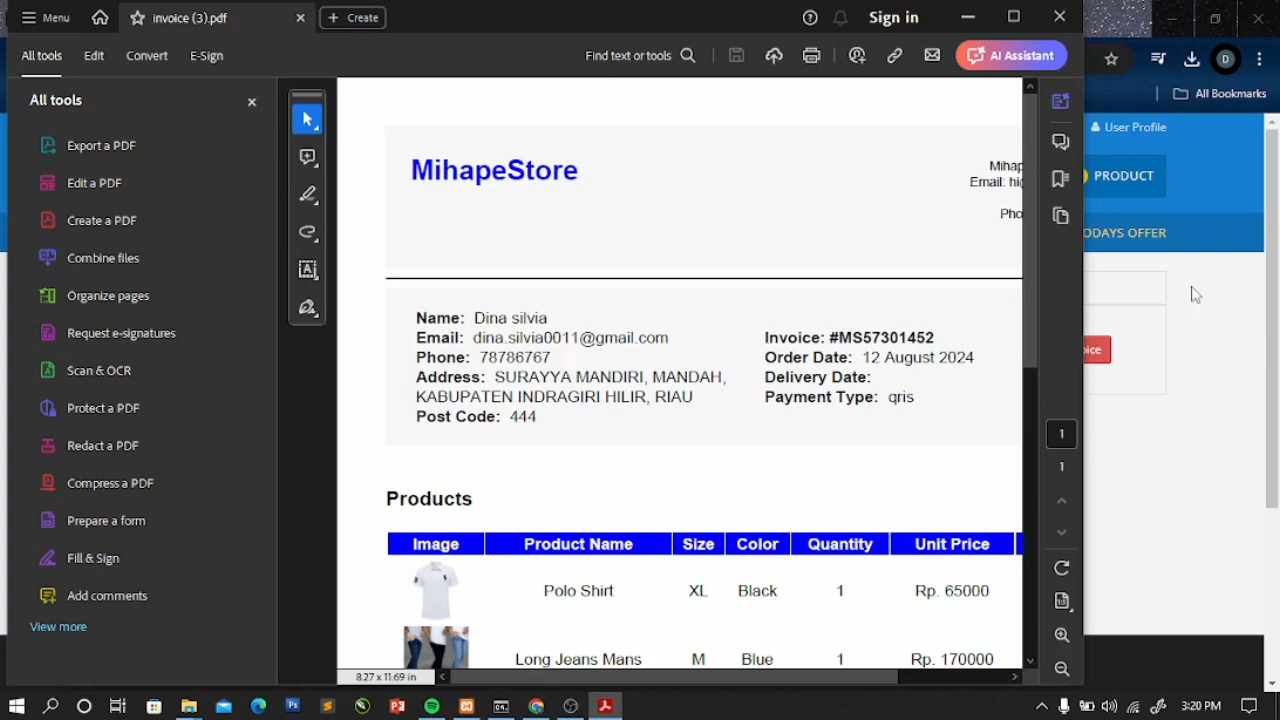 Menu
invoice (3).pdf
Create
Sign in
All tools
Edit
Convert
E-Sign
Find text or tools
AI Assistant
All Bookmarks
D
All tools
Export a PDF
Edit a PDF
Create a PDF
Combine files
Organize pages
Request e-signatures
Scan & OCR
Protect a PDF
Redact a PDF
Compress a PDF
Prepare a form
Fill & Sign
Add comments
View more
MihapeStore
Mihap
Email: hi
Pho
Name: Dina silvia
Email: dina.silvia0011@gmail.com
Phone: 78786767
Address: SURAYYA MANDIRI, MANDAH,
KABUPATEN INDRAGIRI HILIR, RIAU
Post Code: 444
Invoice: #MS57301452
Order Date: 12 August 2024
Delivery Date:
Payment Type: qris
Products
Image Product Name Size Color Quantity Unit Price
Polo Shirt XL Black 1 Rp. 65000
Long Jeans Mans M Blue 1 Rp. 170000
8.27 x 11.69 in
1
1
User Profile
PRODUCT
ODAYS OFFER
oice
3:20 PM